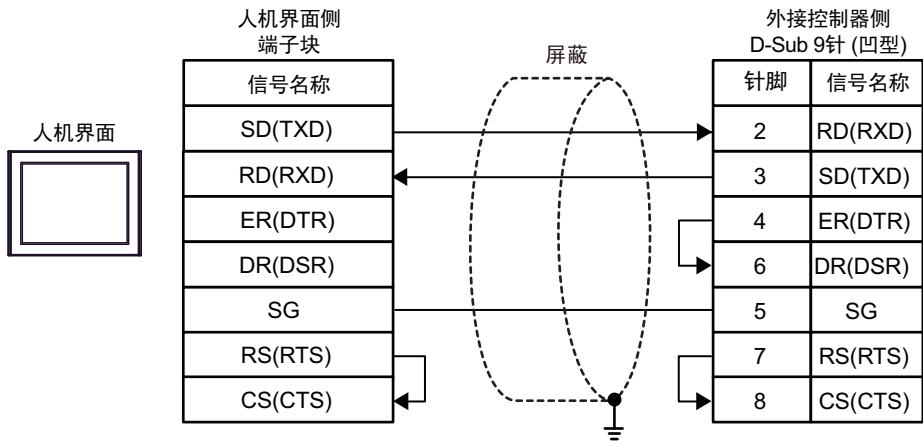 人机界面侧
端子块
外接控制器侧
D-Sub 9针 (凹型)
屏蔽
人机界面
信号名称
针脚 信号名称
SD(TXD) 2 RD(RXD)
RD(RXD) 3 SD(TXD)
ER(DTR) 4 ER(DTR)
DR(DSR) 6 DR(DSR)
SG 5 SG
RS(RTS) 7 RS(RTS)
CS(CTS) 8 CS(CTS)